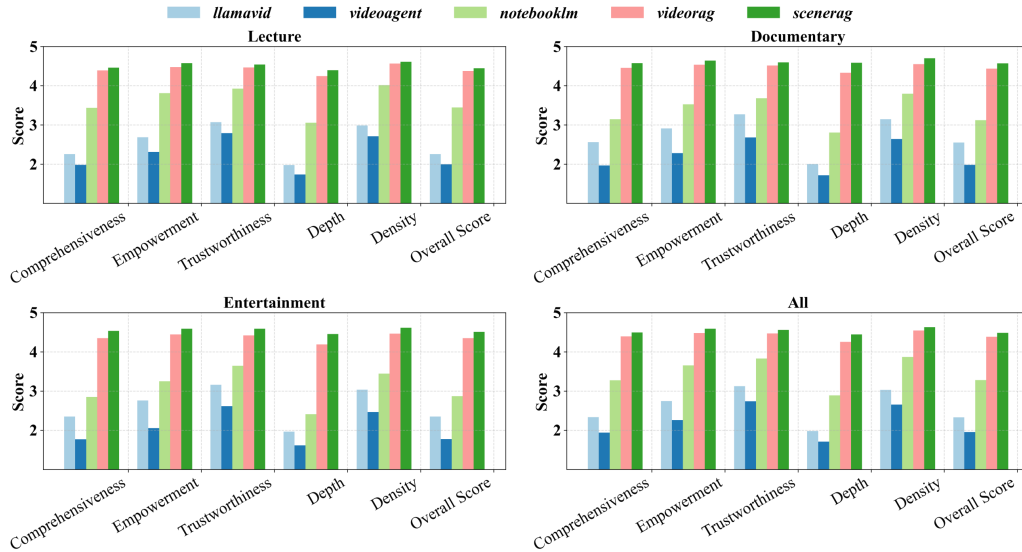 llamavid videoagent notebooklm videorag scenerag
Lecture
5
4
3
2
Score
Comprehensiveness
Empowerment
Trustworthiness
Depth
Density
Overall Score
Documentary
5
4
3
2
Score
Comprehensiveness
Empowerment
Trustworthiness
Depth
Density
Overall Score
Entertainment
5
4
3
2
Score
Comprehensiveness
Empowerment
Trustworthiness
Depth
Density
Overall Score
All
5
4
3
2
Score
Comprehensiveness
Empowerment
Trustworthiness
Depth
Density
Overall Score